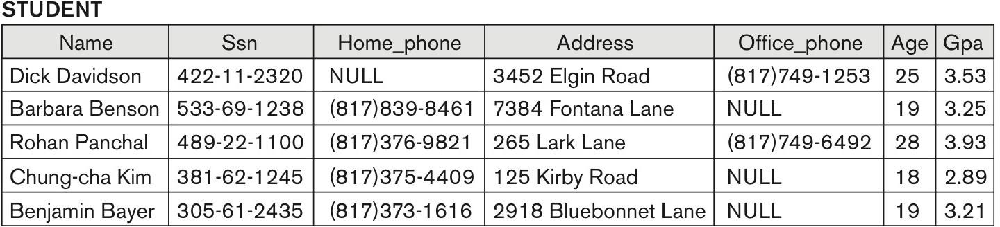 STUDENT
Name Ssn Home_phone Address Office_phone Age Gpa
Dick Davidson 422-11-2320 NULL 3452 Elgin Road (817)749-1253 25 3.53
Barbara Benson 533-69-1238 (817)839-8461 7384 Fontana Lane NULL 19 3.25
Rohan Panchal 489-22-1100 (817)376-9821 265 Lark Lane (817)749-6492 28 3.93
Chung-cha Kim 381-62-1245 (817)375-4409 125 Kirby Road NULL 18 2.89
Benjamin Bayer 305-61-2435 (817)373-1616 2918 Bluebonnet Lane NULL 19 3.21